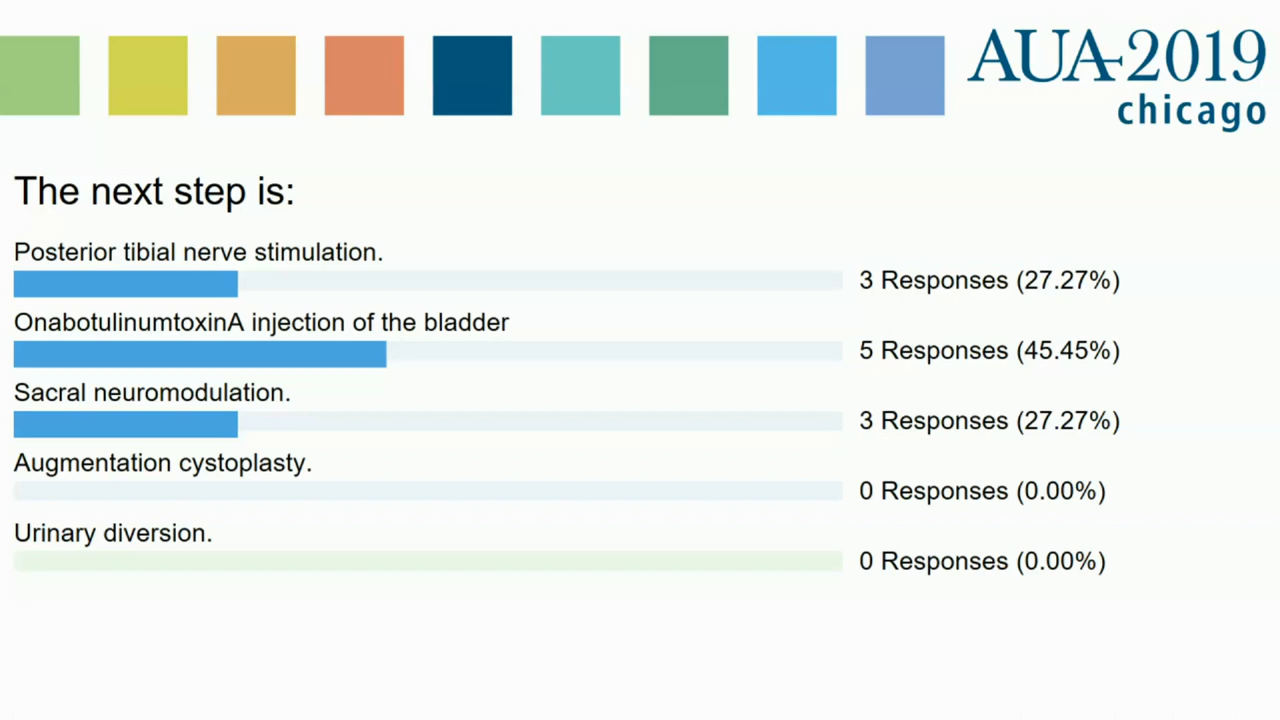 AUA 2019
chicago
The next step is:
Posterior tibial nerve stimulation.
3 Responses (27.27%)
OnabotulinumtoxinA injection of the bladder
5 Responses (45.45%)
Sacral neuromodulation.
3 Responses (27.27%)
Augmentation cystoplasty.
0 Responses (0.00%)
Urinary diversion.
0 Responses (0.00%)